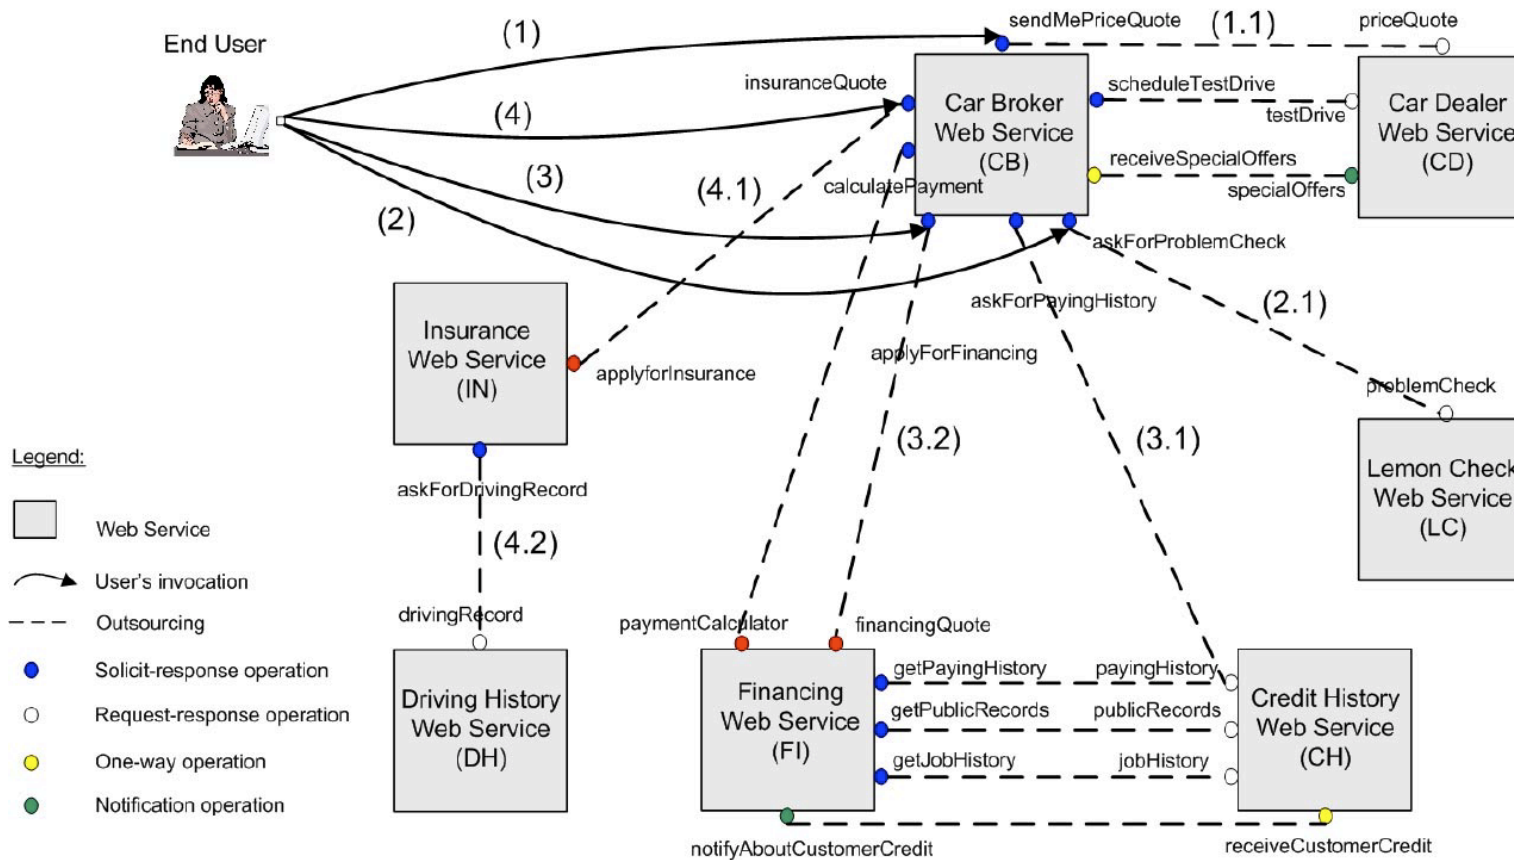 sendMePriceQuote
(1.1)
priceQuote
(1)
End User
insuranceQuote
Car Broker
Web Service
(CB)
scheduleTestDrive
testDrive
Car Dealer
Web Service
(CD)
(4)
receiveSpecialOffers
specialOffers
(3)
(4.1)
calculatePayment
(2)
askForProblemCheck
askForPayingHistory
(2.1)
Insurance
Web Service
(IN)
applyforInsurance
applyForFinancing
problemCheck
(3.2)
(3.1)
Lemon Check
Web Service
(LC)
Legend:
askForDrivingRecord
Web Service
(4.2)
User's invocation
Outsourcing
drivingRecord
paymentCalculator
financingQuote
Solicit-response operation
Request-response operation
One-way operation
Notification operation
Driving History
Web Service
(DH)
Financing
Web Service
(FI)
getPayingHistory
payingHistory
getPublicRecords
publicRecords
getJobHistory
jobHistory
Credit History
Web Service
(CH)
notifyAboutCustomerCredit
receiveCustomerCredit